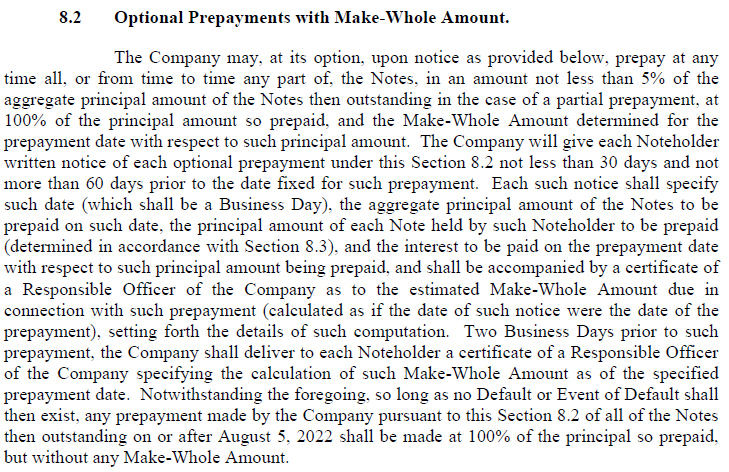 8.2 Optional Prepayments with Make-Whole Amount.
The Company may, at its option, upon notice as provided below, prepay at any
time all, or from time to time any part of, the Notes, in an amount not less than 5% of the
aggregate principal amount of the Notes then outstanding in the case of a partial prepayment, at
100% of the principal amount so prepaid, and the Make-Whole Amount determined for the
prepayment date with respect to such principal amount. The Company will give each Noteholder
written notice of each optional prepayment under this Section 8.2 not less than 30 days and not
more than 60 days prior to the date fixed for such prepayment. Each such notice shall specify
such date (which shall be a Business Day), the aggregate principal amount of the Notes to be
prepaid on such date, the principal amount of each Note held by such Noteholder to be prepaid
(determined in accordance with Section 8.3), and the interest to be paid on the prepayment date
with respect to such principal amount being prepaid, and shall be accompanied by a certificate of
a Responsible Officer of the Company as to the estimated Make-Whole Amount due in
connection with such prepayment (calculated as if the date of such notice were the date of the
prepayment), setting forth the details of such computation. Two Business Days prior to such
prepayment, the Company shall deliver to each Noteholder a certificate of a Responsible Officer
of the Company specifying the calculation of such Make-Whole Amount as of the specified
prepayment date. Notwithstanding the foregoing, so long as no Default or Event of Default shall
then exist, any prepayment made by the Company pursuant to this Section 8.2 of all of the Notes
then outstanding on or after August 5, 2022 shall be made at 100% of the principal so prepaid,
but without any Make-Whole Amount.